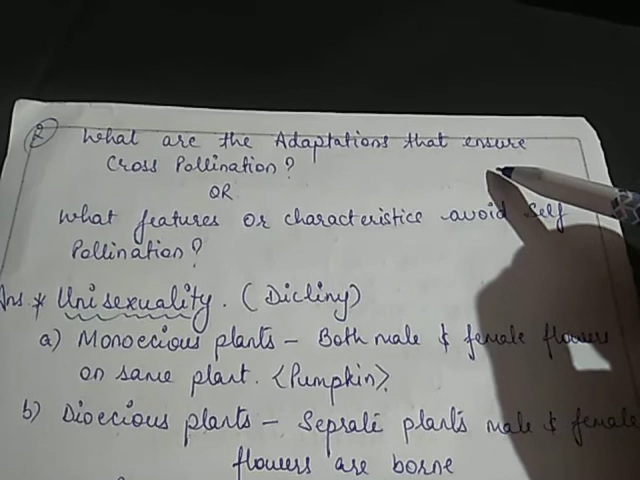 2 What are the Adaptations that ensure
Cross Pollination?
OR
What features or characteristics avoid self
Pollination?
Ans * Unisexuality. (Dicliny)
a) Monoecious plants - Both male & female flowers
on same plant. <Pumpkin>.
b) Dioecious plants - Seprate plants male & female
flowers are borne